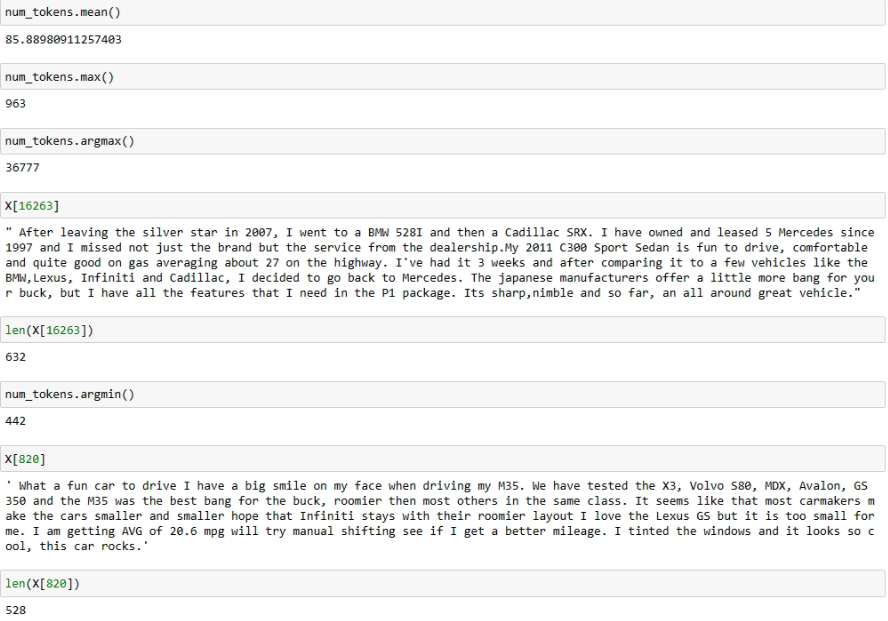 num_tokens.mean()
85.88980911257403
num_tokens.max()
963
num_tokens.argmax()
36777
X[16263]
" After leaving the silver star in 2007, I went to a BMW 528I and then a Cadillac SRX. I have owned and leased 5 Mercedes since
1997 and I missed not just the brand but the service from the dealership.My 2011 C300 Sport Sedan is fun to drive, comfortable
and quite good on gas averaging about 27 on the highway. I've had it 3 weeks and after comparing it to a few vehicles like the
BMW,Lexus, Infiniti and Cadillac, I decided to go back to Mercedes. The japanese manufacturers offer a little more bang for you
r buck, but I have all the features that I need in the P1 package. Its sharp,nimble and so far, an all around great vehicle."
len(X[16263])
632
num_tokens.argmin()
442
X[820]
' What a fun car to drive I have a big smile on my face when driving my M35. We have tested the X3, Volvo S80, MDX, Avalon, GS
350 and the M35 was the best bang for the buck, roomier then most others in the same class. It seems like that most carmakers m
ake the cars smaller and smaller hope that Infiniti stays with their roomier layout I love the Lexus GS but it is too small for
me. I am getting AVG of 20.6 mpg will try manual shifting see if I get a better mileage. I tinted the windows and it looks so c
ool, this car rocks.'
len(X[820])
528